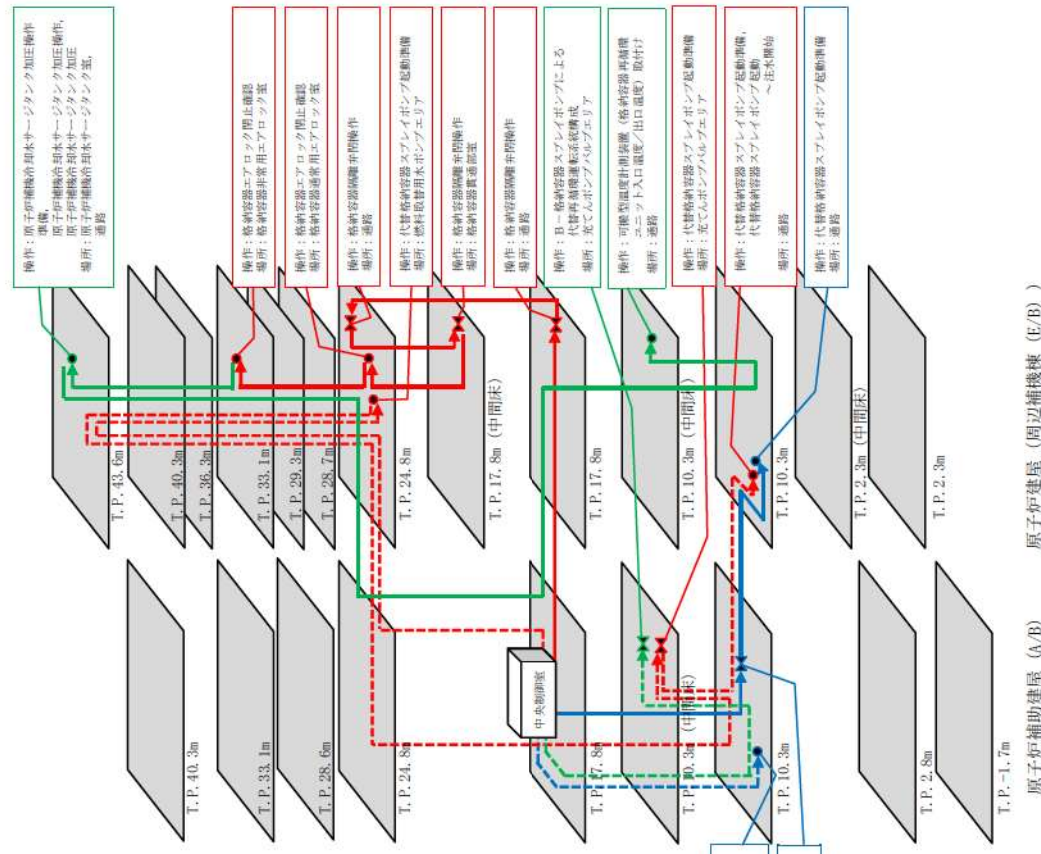 操作：原子炉補機冷却水サージタンク加圧操作
準備，
原子炉補機冷却水サージタンク加圧操作，
原子炉補機冷却水サージタンク加圧
場所：原子炉補機冷却水サージタンク室，
通路
操作：格納容器エアロック閉止確認
場所：格納容器非常用エアロック室
操作：格納容器エアロック閉止確認
場所：格納容器通常用エアロック室
操作：格納容器隔離弁閉操作
場所：通路
操作：代替格納容器スプレイポンプ起動準備
場所：燃料取替用水ポンプエリア
操作：格納容器隔離弁閉操作
場所：格納容器貫通部室
操作：格納容器隔離弁閉操作
場所：通路
操作：B－格納容器スプレイポンプによる
代替再循環運転系統構成
場所：充てんポンプバルブエリア
操作：可搬型温度計測装置（格納容器再循環
ユニット入口温度／出口温度）取付け
場所：通路
操作：代替格納容器スプレイポンプ起動準備
場所：充てんポンプバルブエリア
操作：代替格納容器スプレイポンプ起動準備，
代替格納容器スプレイポンプ起動
～注水開始
場所：通路
操作：代替格納容器スプレイポンプ起動準備
場所：通路
T.P.43.6m
T.P.40.3m
T.P.36.3m
T.P.33.1m
T.P.29.3m
T.P.28.7m
T.P.24.8m
T.P.17.8m（中間床）
T.P.17.8m
T.P.10.3m（中間床）
T.P.10.3m
T.P.2.3m（中間床）
T.P.2.3m
原子炉建屋（周辺補機棟（E/B））
T.P.40.3m
T.P.33.1m
T.P.28.6m
T.P.24.8m
中央制御室
T.P.17.8m
T.P.10.3m（中間床）
T.P.10.3m
T.P.2.8m
T.P.-1.7m
原子炉補助建屋（A/B）